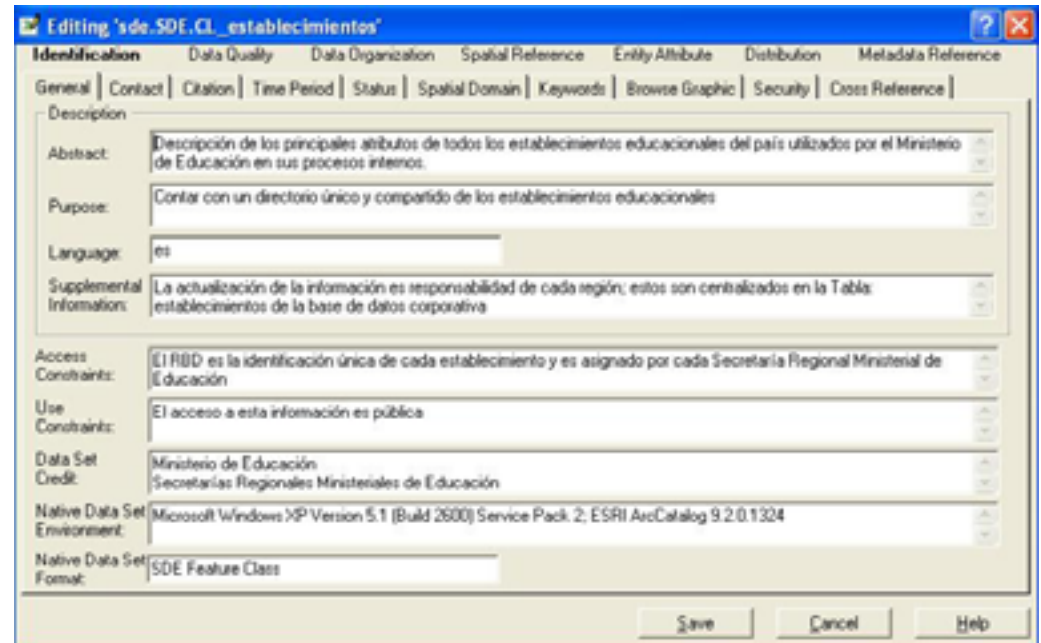 Editing 'sde.SDE.CL_establecimientos'
Identification Data Quality Data Organization Spatial Reference Entity Attribute Distribution Metadata Reference
General Contact Citation Time Period Status Spatial Domain Keywords Browse Graphic Security Cross Reference
Description
Abstract: Descripción de los principales atributos de todos los establecimientos educacionales del país utilizados por el Ministerio
de Educación en sus procesos internos.
Purpose: Contar con un directorio único y compartido de los establecimientos educacionales
Language: es
Supplemental Information: La actualización de la información es responsabilidad de cada región; estos son centralizados en la Tabla:
establecimientos de la base de datos corporativa
Access Constraints: El RBD es la identificación única de cada establecimiento y es asignado por cada Secretaría Regional Ministerial de
Educación
Use Constraints: El acceso a esta información es pública
Data Set Credit: Ministerio de Educación
Secretarías Regionales Ministeriales de Educación
Native Data Set Environment: Microsoft Windows XP Version 5.1 (Build 2600) Service Pack 2; ESRI ArcCatalog 9.2.0.1324
Native Data Set Format: SDE Feature Class
Save Cancel Help